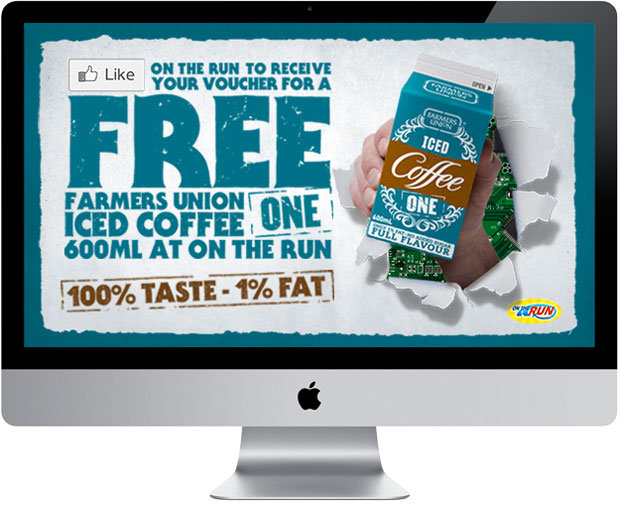 Like
ON THE RUN TO RECEIVE
YOUR VOUCHER FOR A
FREE
FARMERS UNION
ICED COFFEE ONE
600ML AT ON THE RUN
100% TASTE - 1% FAT
OPEN
FARMERS
UNION
ICED
Coffee
ONE
600mL
FULL FLAVOUR
ON THE
RUN